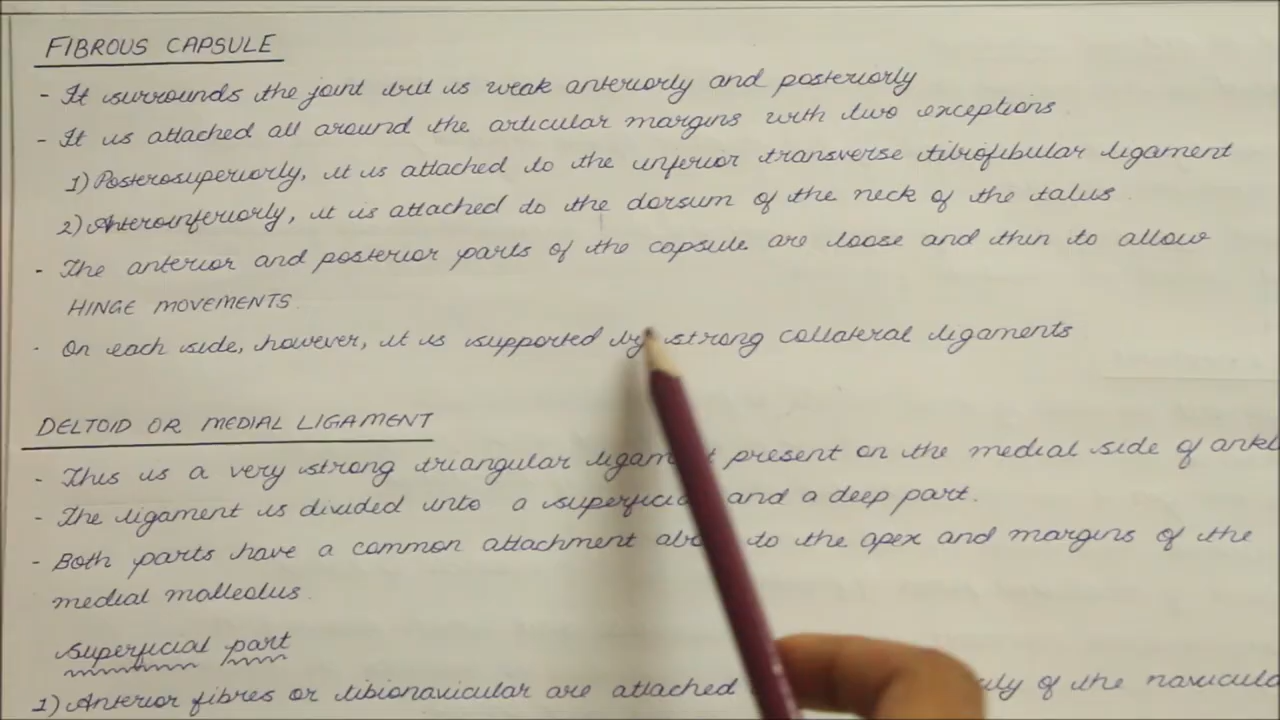 FIBROUS CAPSULE
- It surrounds the joint but is weak anteriorly and posteriorly
- It is attached all around the articular margins with two exceptions
1) Posterosuperiorly, it is attached to the inferior transverse tibiofibular ligament
2) Anteroinferiorly, it is attached to the dorsum of the neck of the talus
- The anterior and posterior parts of the capsule are loose and thin to allow
HINGE MOVEMENTS.
- On each side, however, it is supported by strong collateral ligaments
DELTOID OR MEDIAL LIGAMENT
- This is a very strong triangular ligament present on the medial side of
- The ligament is divided into a superficial and a deep part.
- Both parts have a common attachment to the apex and margins of the
medial malleolus.
Superficial part
1) Anterior fibres or tibionavicular are attached of the